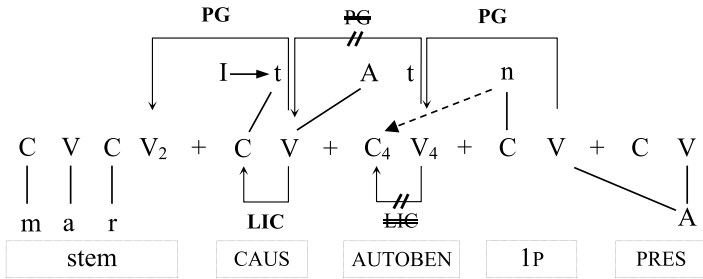 PG PG PG
I t A t n
C V C V₂ + C V + C₄ V₄ + C V + C V
LIC LIC
m a r A
stem CAUS AUTOBEN 1P PRES